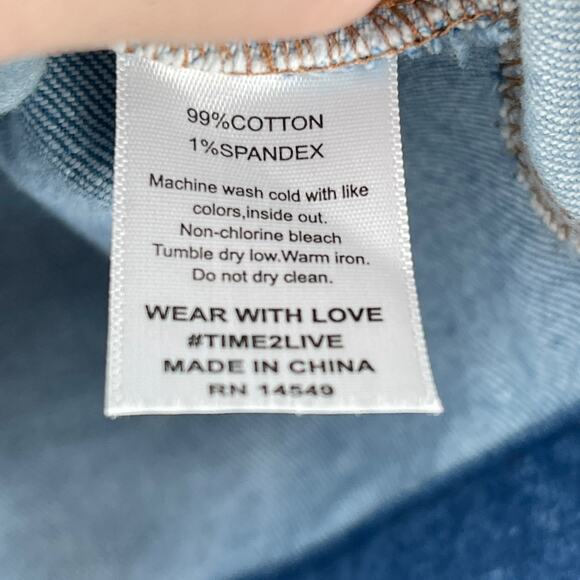 99%COTTON
1%SPANDEX
Machine wash cold with like
colors,inside out.
Non-chlorine bleach
Tumble dry low.Warm iron.
Do not dry clean.
WEAR WITH LOVE
#TIME2LIVE
MADE IN CHINA
RN 14549